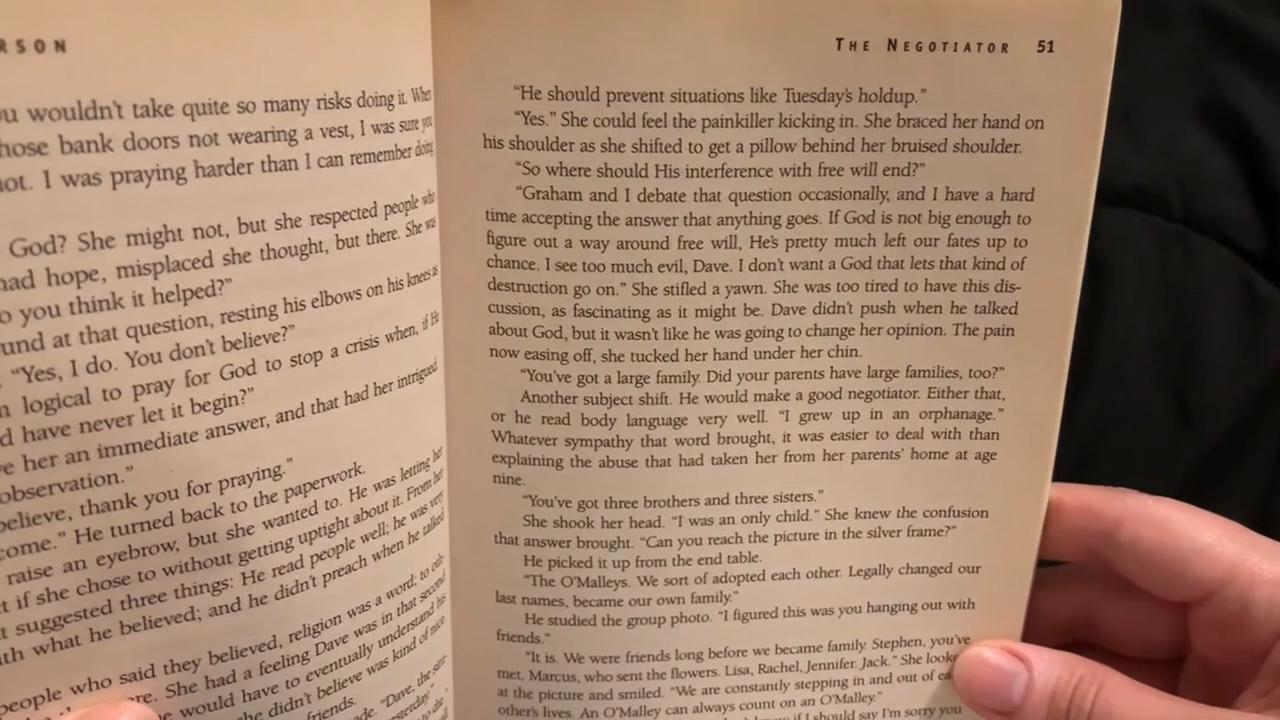 RSON
u wouldn't take quite so many risks doing it. When
hose bank doors not wearing a vest, I was sure you
not. I was praying harder than I can remember doing
God? She might not, but she respected people who
had hope, misplaced she thought, but there. She was
o you think it helped?"
und at that question, resting his elbows on his knees as
"Yes, I do. You don't believe?"
n logical to pray for God to stop a crisis when, if He
d have never let it begin?"
e her an immediate answer, and that had her intrigued
observation."
believe, thank you for praying."
come." He turned back to the paperwork.
raise an eyebrow, but she wanted to. He was letting her
t if she chose to without getting uptight about it. From her
t suggested three things: He read people well; he was very
th what he believed; and he didn't preach when he talked
people who said they believed, religion was a word; to oth-
re. She had a feeling Dave was in that second
e would have to eventually understand his
he didn't believe was kind of nice.
friends.
"Dave, the
THE NEGOTIATOR 51
"He should prevent situations like Tuesday's holdup."
"Yes." She could feel the painkiller kicking in. She braced her hand on
his shoulder as she shifted to get a pillow behind her bruised shoulder.
"So where should His interference with free will end?"
"Graham and I debate that question occasionally, and I have a hard
time accepting the answer that anything goes. If God is not big enough to
figure out a way around free will, He's pretty much left our fates up to
chance. I see too much evil, Dave. I don't want a God that lets that kind of
destruction go on." She stifled a yawn. She was too tired to have this dis-
cussion, as fascinating as it might be. Dave didn't push when he talked
about God, but it wasn't like he was going to change her opinion. The pain
now easing off, she tucked her hand under her chin.
"You've got a large family. Did your parents have large families, too?"
Another subject shift. He would make a good negotiator. Either that,
or he read body language very well. "I grew up in an orphanage."
Whatever sympathy that word brought, it was easier to deal with than
explaining the abuse that had taken her from her parents' home at age
nine.
"You've got three brothers and three sisters."
She shook her head. "I was an only child." She knew the confusion
that answer brought. "Can you reach the picture in the silver frame?"
He picked it up from the end table.
"The O'Malleys. We sort of adopted each other. Legally changed our
last names, became our own family."
He studied the group photo. "I figured this was you hanging out with
friends."
"It is. We were friends long before we became family. Stephen, you've
met. Marcus, who sent the flowers. Lisa, Rachel, Jennifer. Jack." She looke
at the picture and smiled. "We are constantly stepping in and out of ea
other's lives. An O'Malley can always count on an O'Malley."
if I should say I'm sorry you